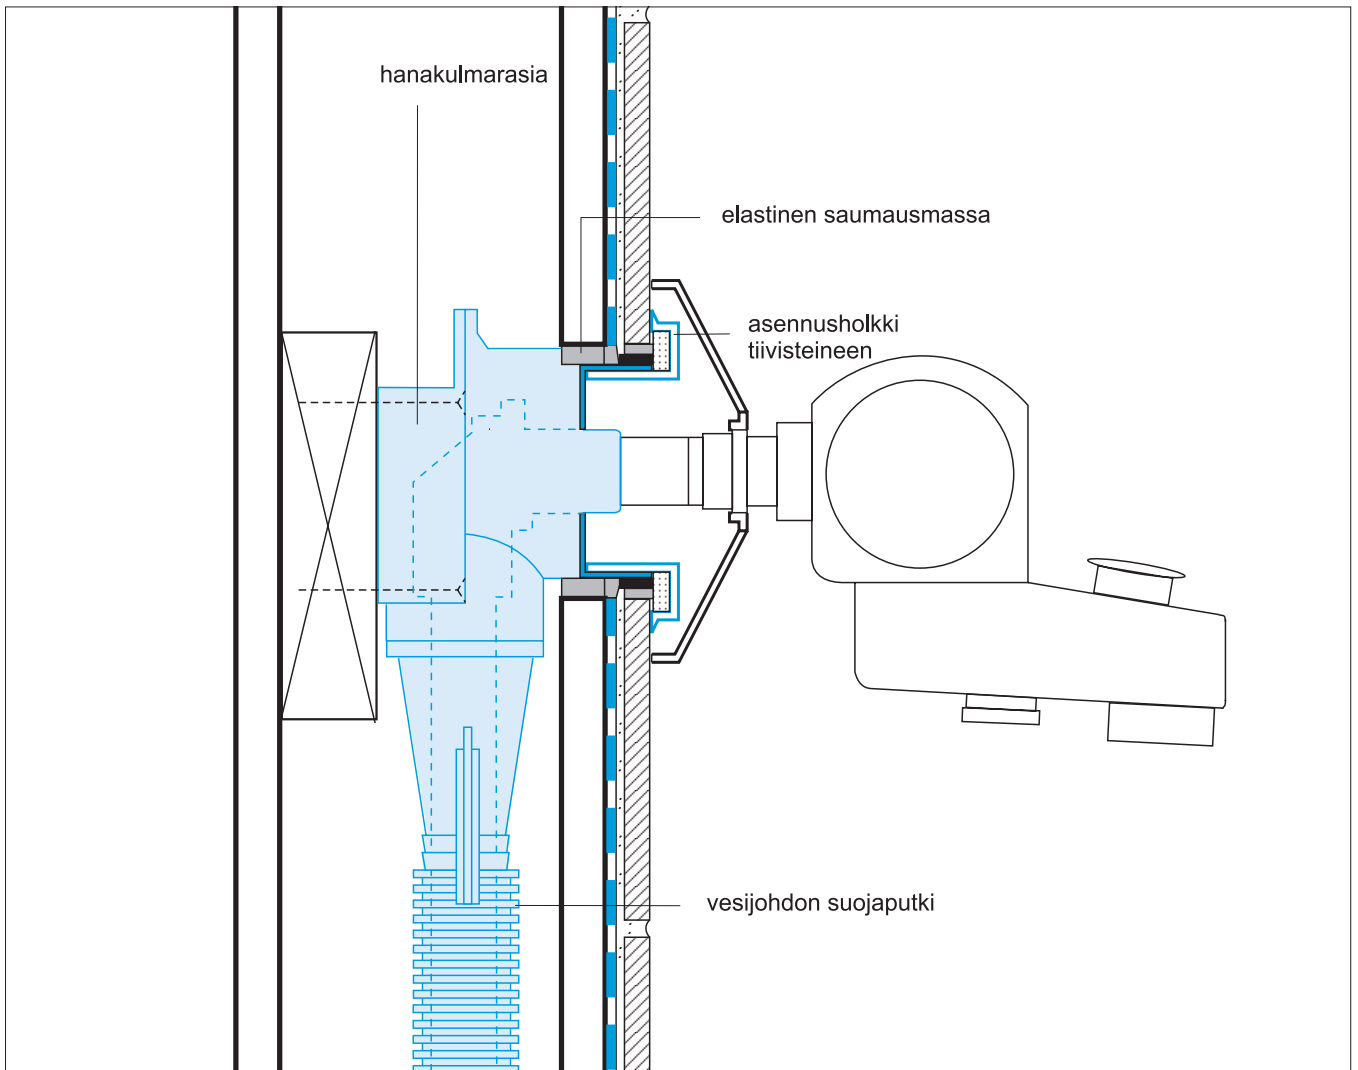 hanakulmarasia
elastinen saumausmassa
asennusholkki
tiivisteineen
vesijohdon suojaputki